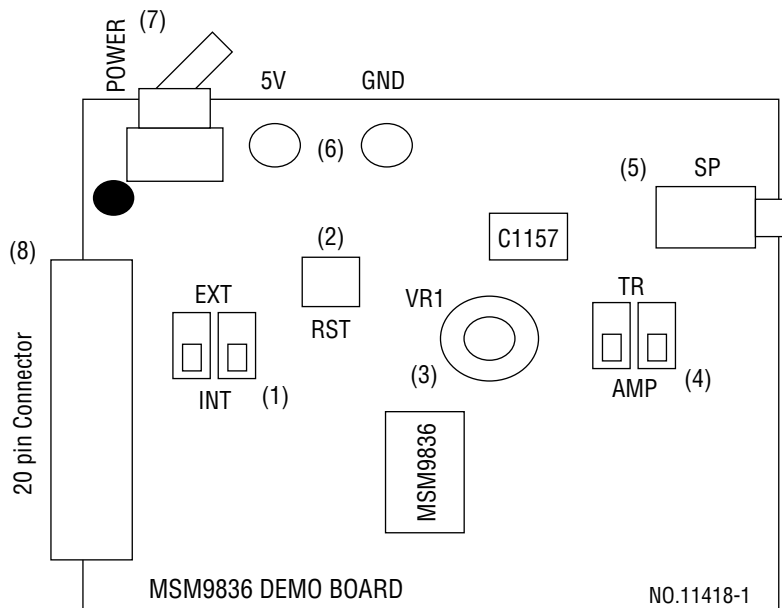 (7)
POWER
5V
GND
(6)
(5)
SP
(8)
(2)
C1157
EXT
RST
VR1
TR
20 pin Connector
INT
(1)
(3)
AMP
(4)
MSM9836
MSM9836 DEMO BOARD
NO.11418-1